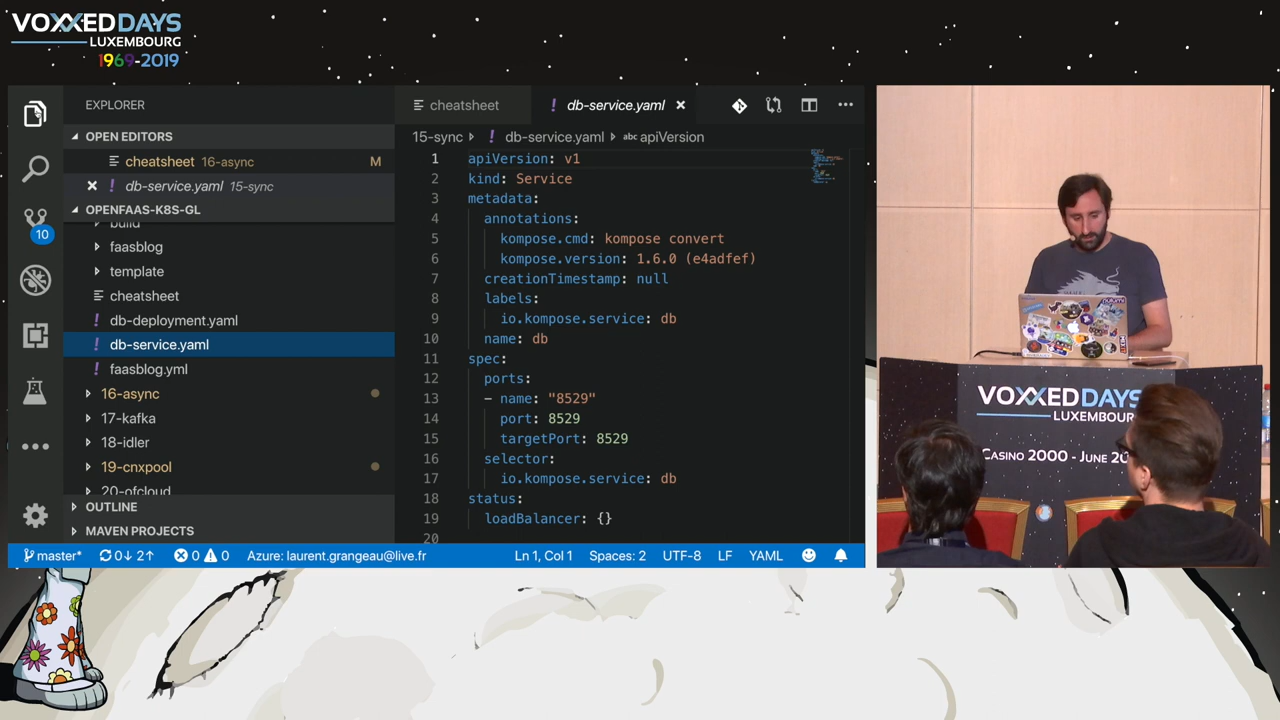 VOXXED DAYS
LUXEMBOURG
1969-2019
EXPLORER
OPEN EDITORS
cheatsheet 16-async M
db-service.yaml 15-sync
OPENFAAS-K8S-GL
build
faasblog
template
cheatsheet
db-deployment.yaml
db-service.yaml
faasblog.yml
16-async
17-kafka
18-idler
19-cnxpool
20-ofcloud
OUTLINE
MAVEN PROJECTS
10
cheatsheet
! db-service.yaml
15-sync ! db-service.yaml abc apiVersion
1 apiVersion: v1
2 kind: Service
3 metadata:
4 annotations:
5 kompose.cmd: kompose convert
6 kompose.version: 1.6.0 (e4adfef)
7 creationTimestamp: null
8 labels:
9 io.kompose.service: db
10 name: db
11 spec:
12 ports:
13 - name: "8529"
14 port: 8529
15 targetPort: 8529
16 selector:
17 io.kompose.service: db
18 status:
19 loadBalancer: {}
20
master* 0↓ 2↑ 0 0 Azure: laurent.grangeau@live.fr Ln 1, Col 1 Spaces: 2 UTF-8 LF YAML
VOXXED DAYS
LUXEMBOURG
CASINO 2000 - JUNE 20